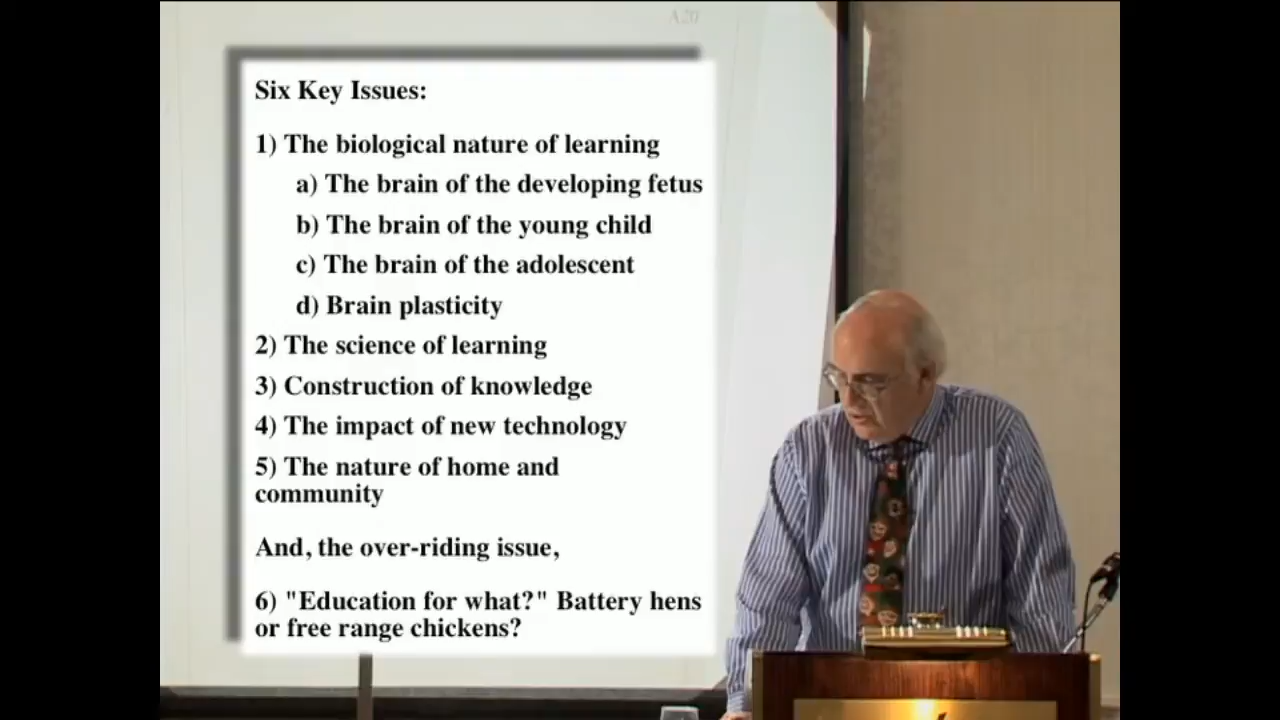 A20
Six Key Issues:
1) The biological nature of learning
a) The brain of the developing fetus
b) The brain of the young child
c) The brain of the adolescent
d) Brain plasticity
2) The science of learning
3) Construction of knowledge
4) The impact of new technology
5) The nature of home and
community
And, the over-riding issue,
6) "Education for what?" Battery hens
or free range chickens?